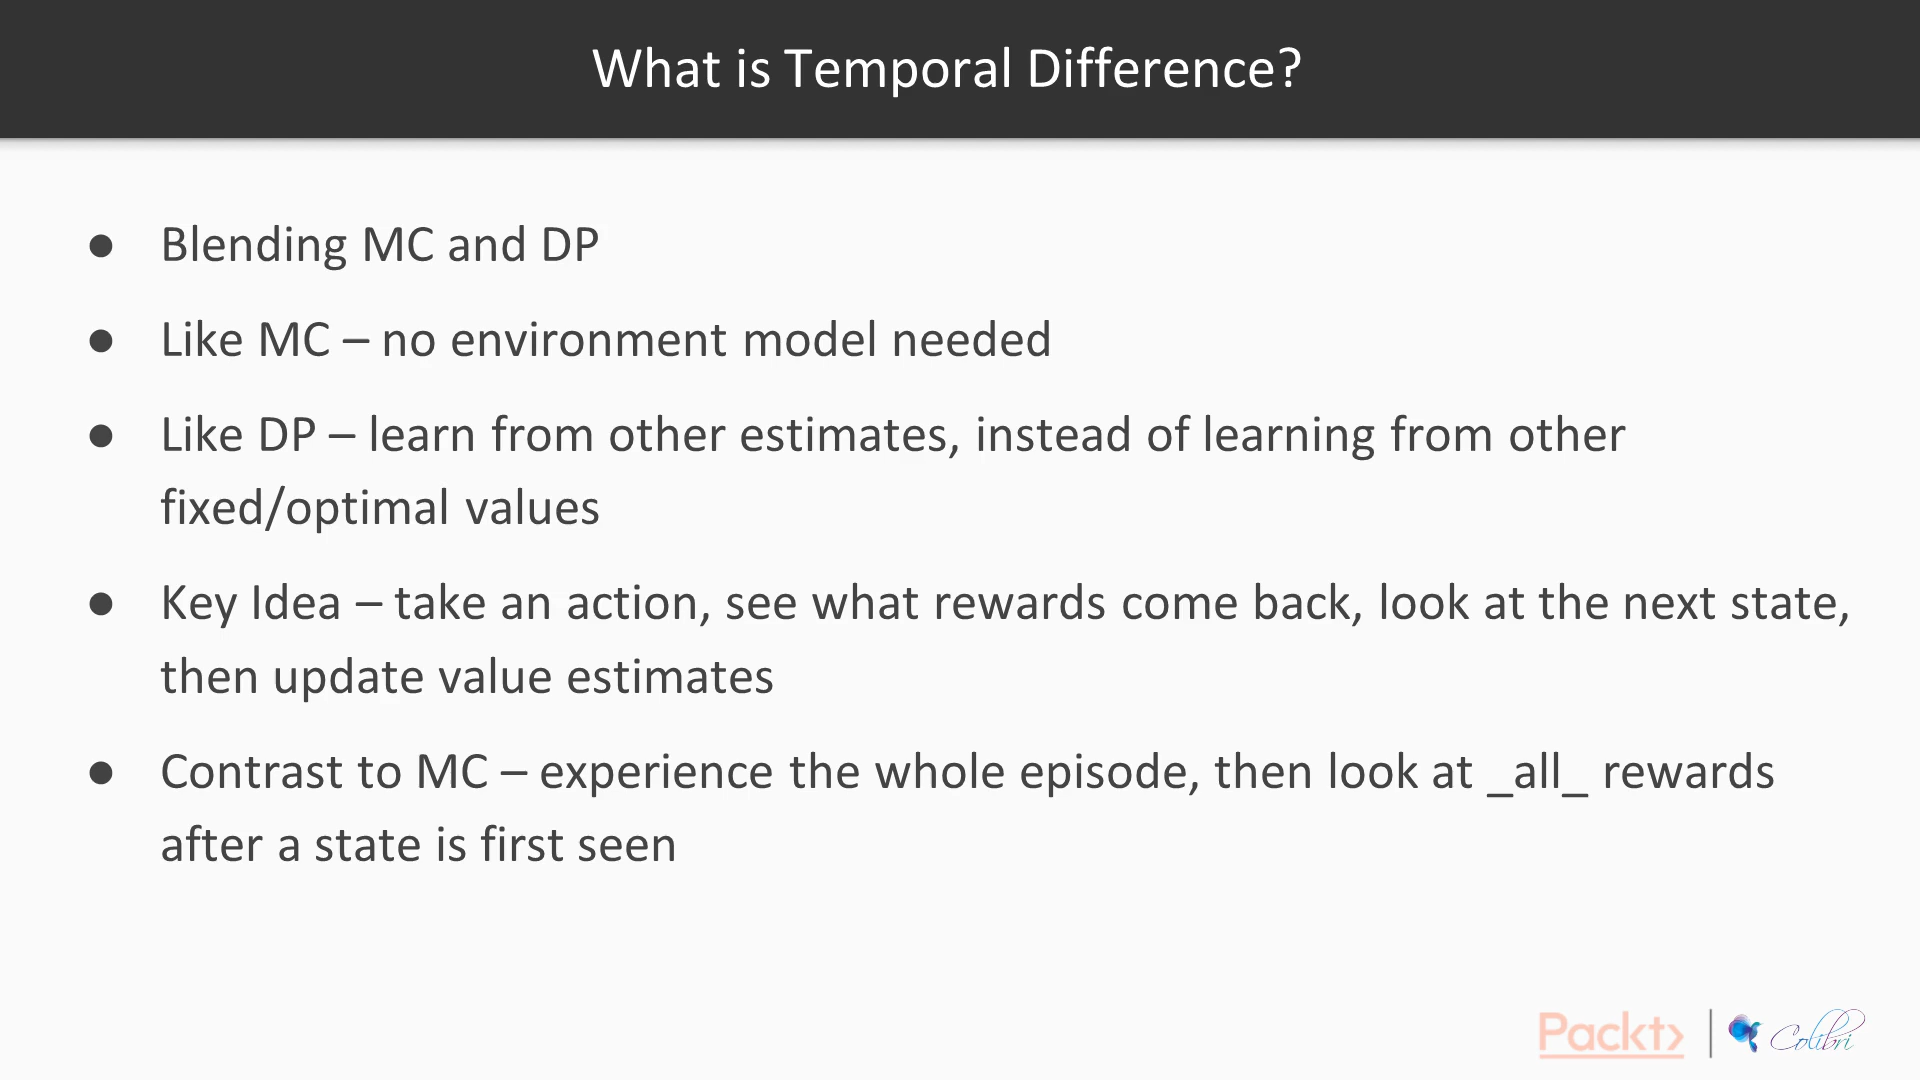 What is Temporal Difference?
● Blending MC and DP
● Like MC – no environment model needed
● Like DP – learn from other estimates, instead of learning from other
fixed/optimal values
● Key Idea – take an action, see what rewards come back, look at the next state,
then update value estimates
● Contrast to MC – experience the whole episode, then look at _all_ rewards
after a state is first seen
Packt> | Colibri